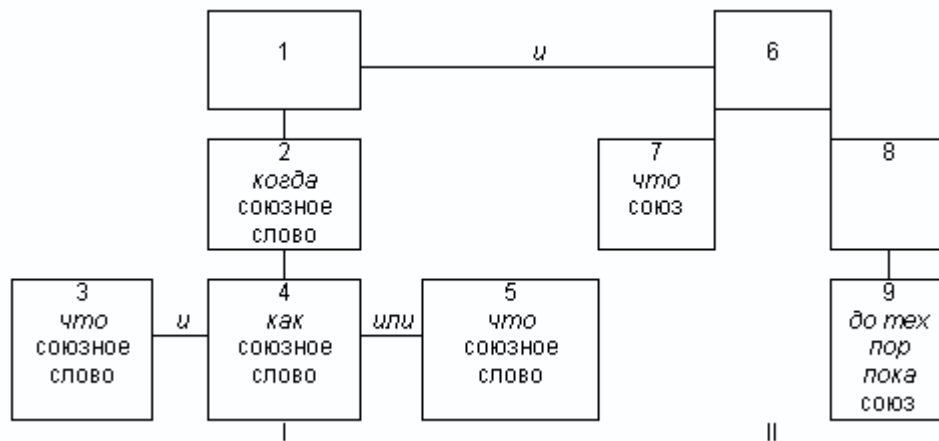 1
и
6
2
когда
союзное
слово
7
что
союз
8
3
что
союзное
слово
и
4
как
союзное
слово
или
5
что
союзное
слово
9
до тех
пор
пока
союз
I
II